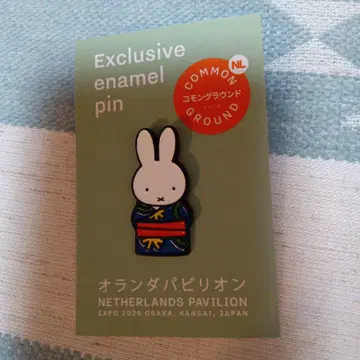 Exclusive
enamel
pin
NL
COMMON
コモングラウンド
GROUND
オランダパビリオン
NETHERLANDS PAVILION
EXPO 2025 OSAKA, KANSAI, JAPAN